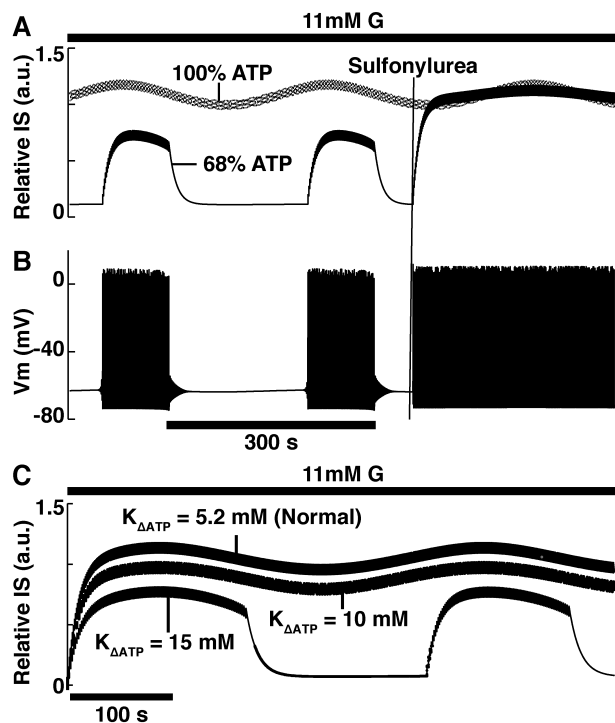 A
11mM G
1.5
100% ATP
Sulfonylurea
68% ATP
0
Relative IS (a.u.)
B
0
-40
-80
Vm (mV)
300 s
C
11mM G
1.5
KΔATP = 5.2 mM (Normal)
KΔATP = 10 mM
KΔATP = 15 mM
0
Relative IS (a.u.)
100 s